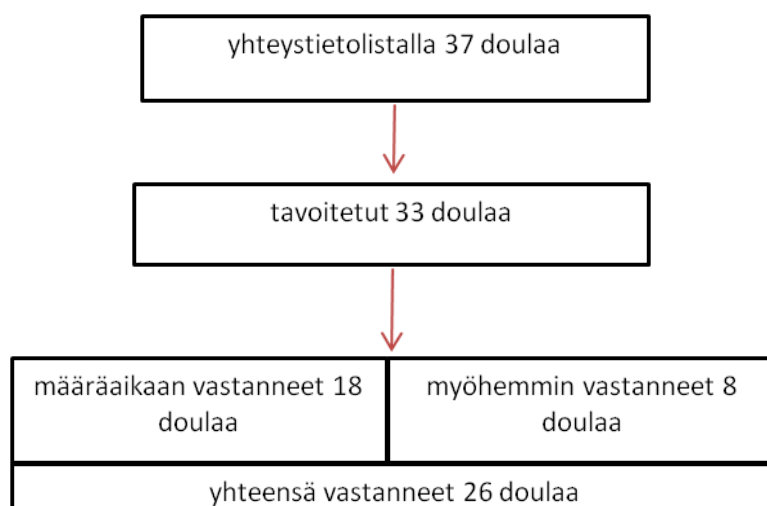 yhteystietolistalla 37 doulaa
tavoitetut 33 doulaa
määräaikaan vastanneet 18
doulaa
myöhemmin vastanneet 8
doulaa
yhteensä vastanneet 26 doulaa